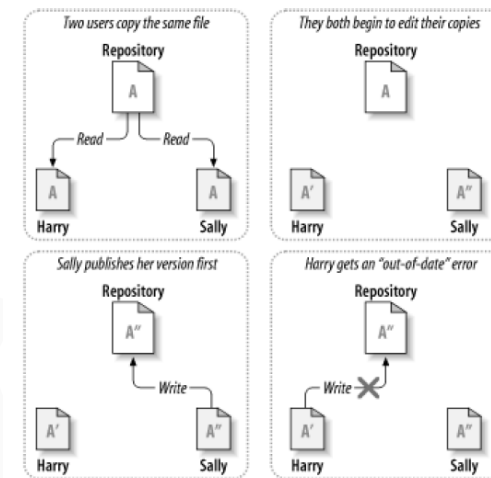 Two users copy the same file
Repository
A
Read
Read
A
A
Harry
Sally
They both begin to edit their copies
Repository
A
A′
A″
Harry
Sally
Sally publishes her version first
Repository
A″
Write
A′
A″
Harry
Sally
Harry gets an “out-of-date” error
Repository
A″
Write
A′
A″
Harry
Sally